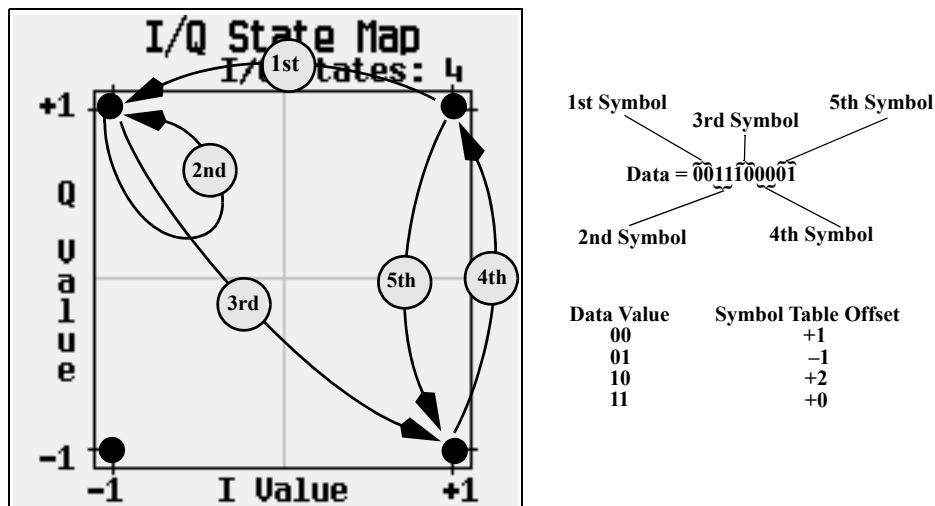 I/Q State Map
1st
+1
2nd
Q Value
5th
4th
3rd
-1
-1
I Value
+1
1st Symbol
5th Symbol
3rd Symbol
Data = 0011100001
2nd Symbol
4th Symbol
Data Value Symbol Table Offset
00 +1
01 –1
10 +2
11 +0